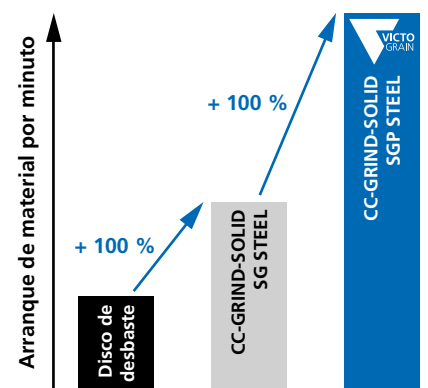 Arranque de material por minuto
+ 100 %
Disco de
desbaste
+ 100 %
CC-GRIND-SOLID
SG STEEL
VICTO
GRAIN
CC-GRIND-SOLID
SGP STEEL